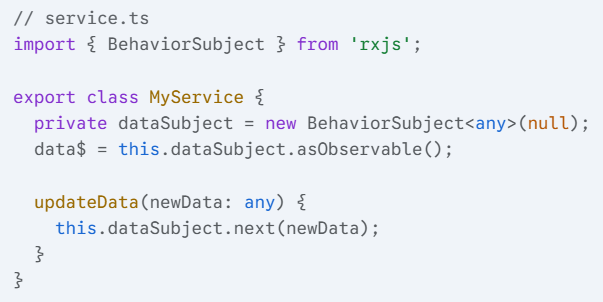 // service.ts
import { BehaviorSubject } from 'rxjs';

export class MyService {
  private dataSubject = new BehaviorSubject<any>(null);
  data$ = this.dataSubject.asObservable();

  updateData(newData: any) {
    this.dataSubject.next(newData);
  }
}